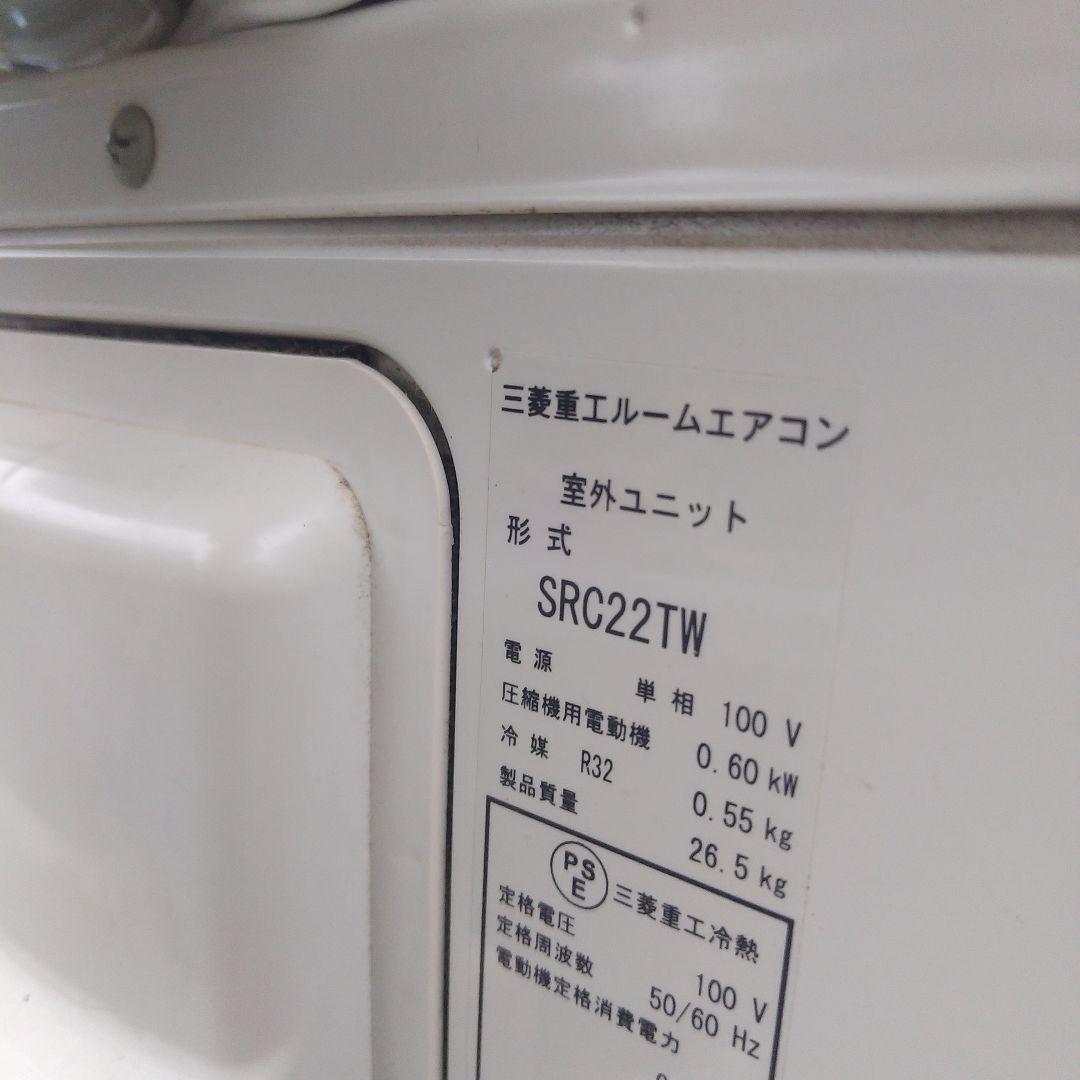 三菱重工ルームエアコン
室外ユニット
形式
SRC22TW
電源 単相 100 V
圧縮機用電動機 0.60 kW
冷媒 R32 0.55 kg
製品質量 26.5 kg
PSE 三菱重工冷熱
定格電圧 100 V
定格周波数 50/60 Hz
電動機定格消費電力